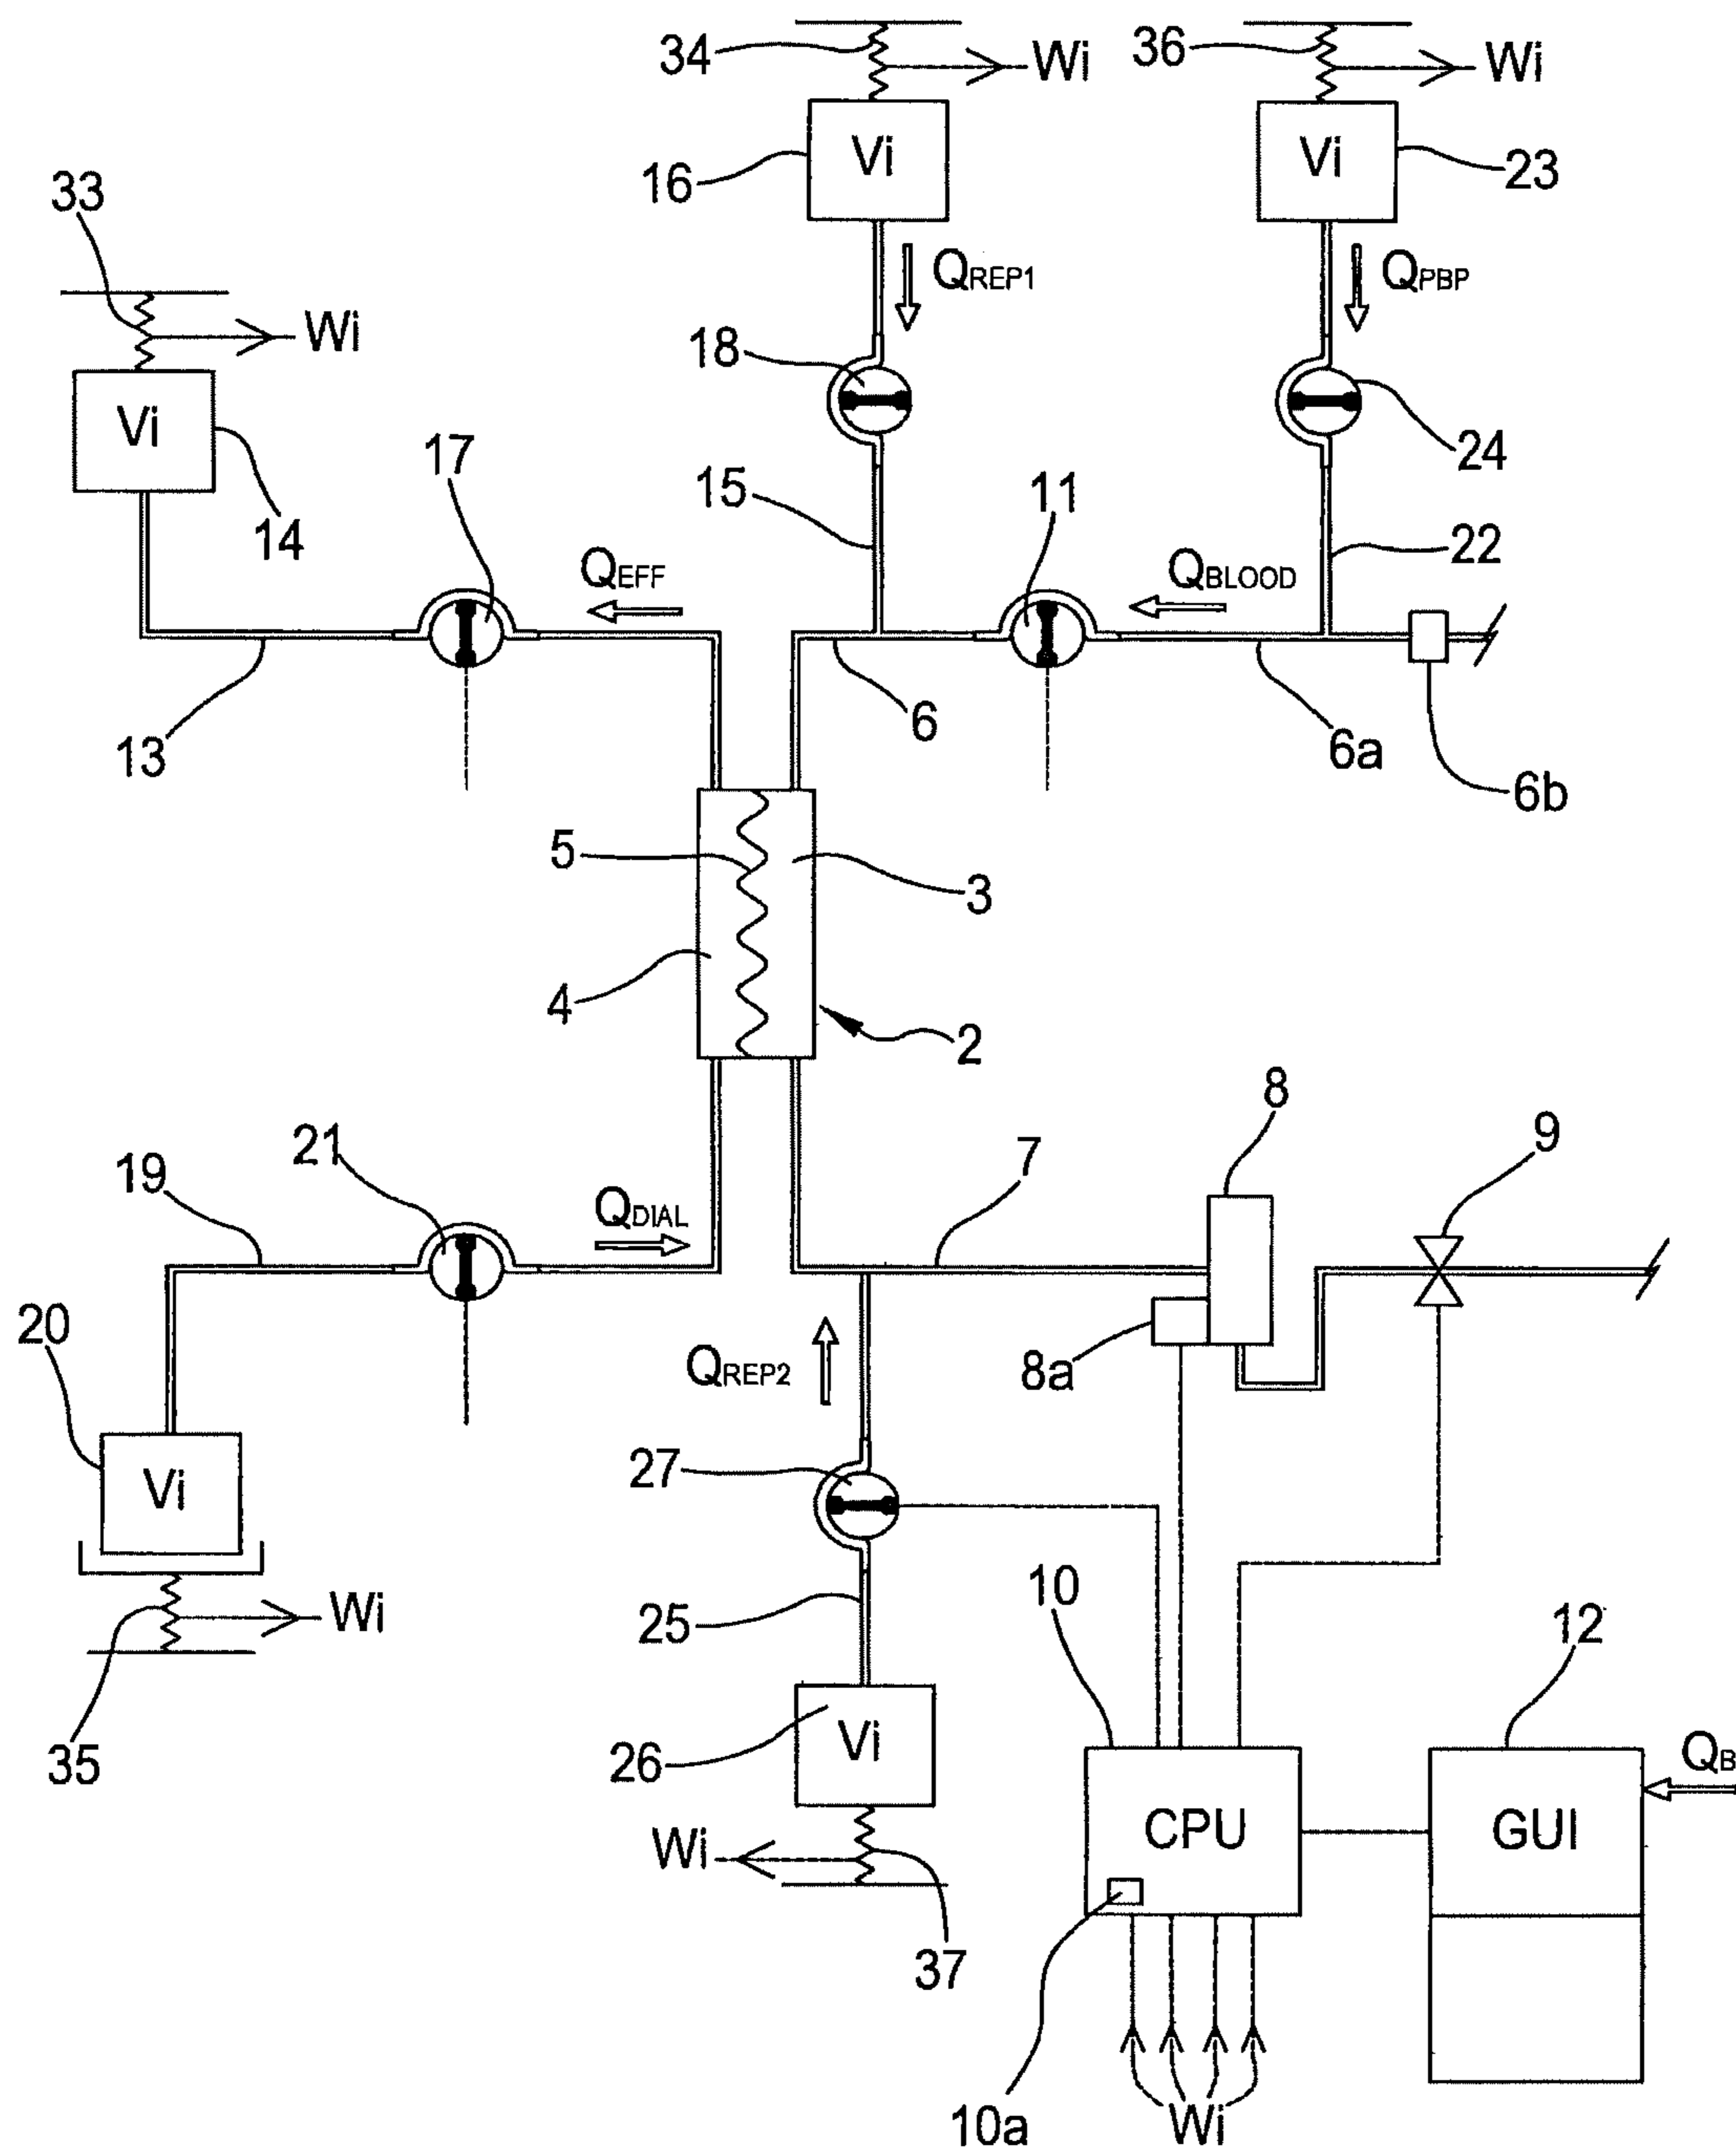 34 Wi 36 Wi
Vi Vi
16 23
33
QREP1 QPBP
Wi
18
Vi
17 24
15 11
14 22
QEFF QBLOOD
13 6 6a
6b
5 3
4
2
8
21 7 9
19
QDIAL
20 8a
QREP2
27
Vi
10
Wi 25 12
35 26 Vi QB
CPU GUI
Wi
37
10a Wi